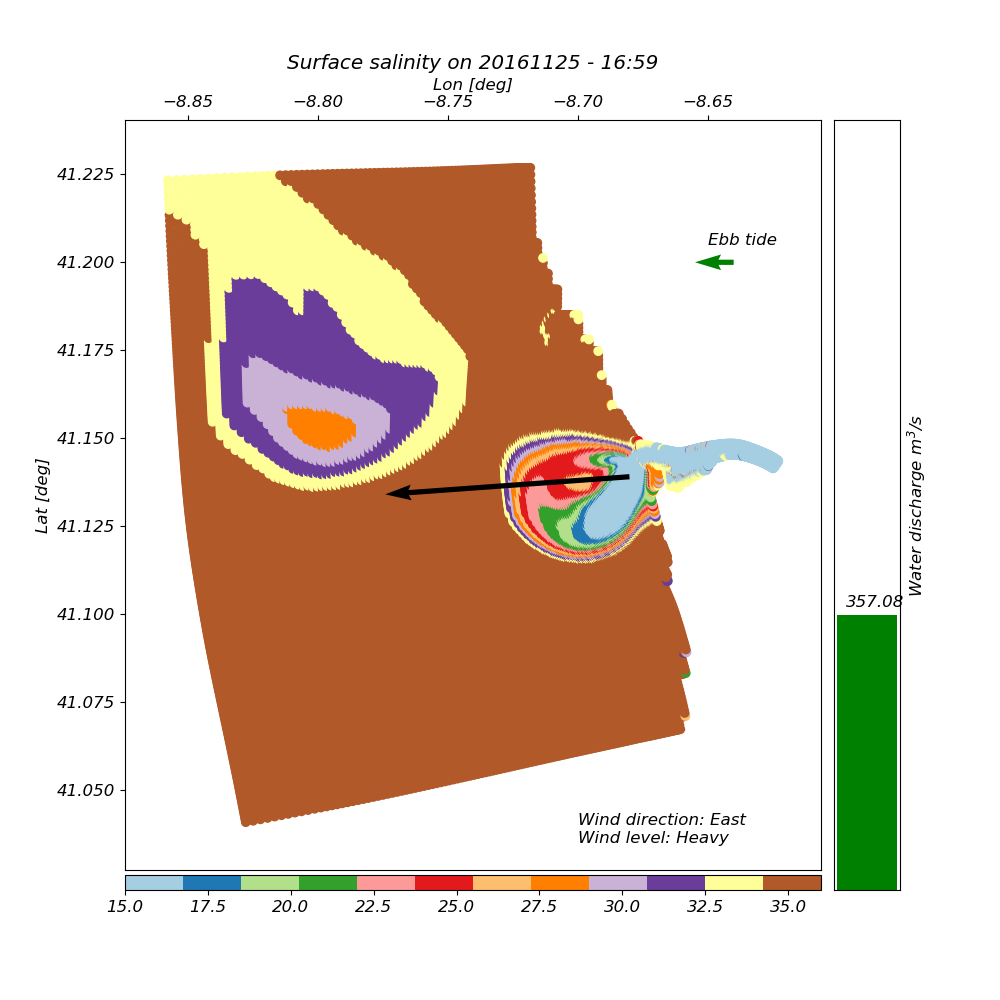 Surface salinity on 20161125 - 16:59
Lon [deg]
−8.85 −8.80 −8.75 −8.70 −8.65
41.225
41.200
41.175
41.150
41.125
41.100
41.075
41.050
Lat [deg]
Ebb tide
Wind direction: East
Wind level: Heavy
357.08
Water discharge m³/s
15.0 17.5 20.0 22.5 25.0 27.5 30.0 32.5 35.0